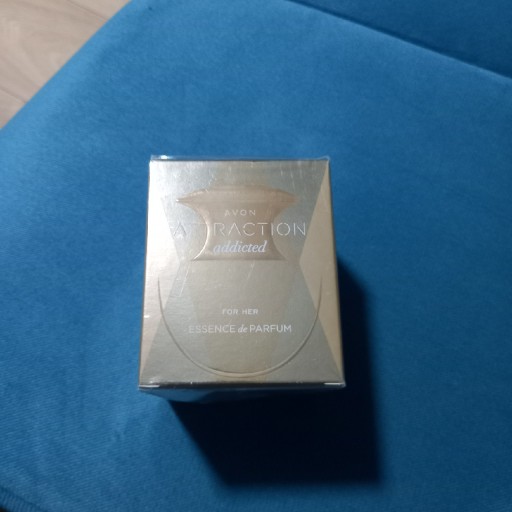 AVON
ATTRACTION
addicted
FOR HER
ESSENCE de PARFUM